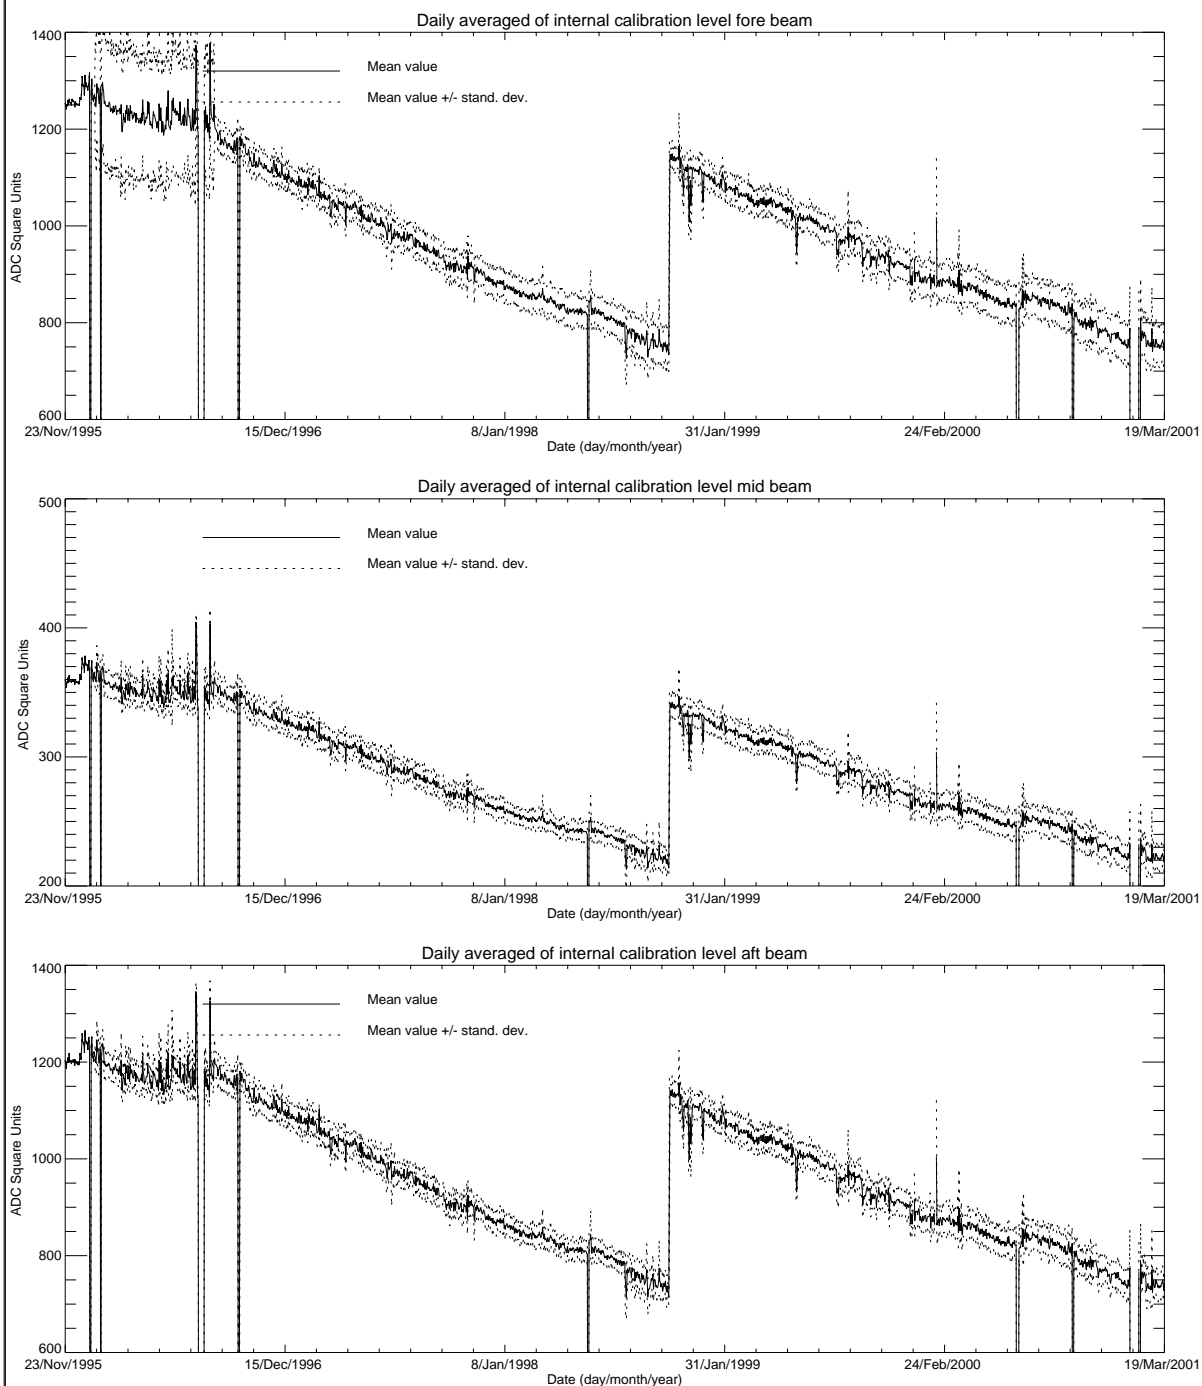 Daily averaged of internal calibration level fore beam
1400
1200
1000
800
600
ADC Square Units
Mean value
Mean value +/- stand. dev.
23/Nov/1995 15/Dec/1996 8/Jan/1998 31/Jan/1999 24/Feb/2000 19/Mar/2001
Date (day/month/year)
Daily averaged of internal calibration level mid beam
500
400
300
200
ADC Square Units
Mean value
Mean value +/- stand. dev.
23/Nov/1995 15/Dec/1996 8/Jan/1998 31/Jan/1999 24/Feb/2000 19/Mar/2001
Date (day/month/year)
Daily averaged of internal calibration level aft beam
1400
1200
1000
800
600
ADC Square Units
Mean value
Mean value +/- stand. dev.
23/Nov/1995 15/Dec/1996 8/Jan/1998 31/Jan/1999 24/Feb/2000 19/Mar/2001
Date (day/month/year)